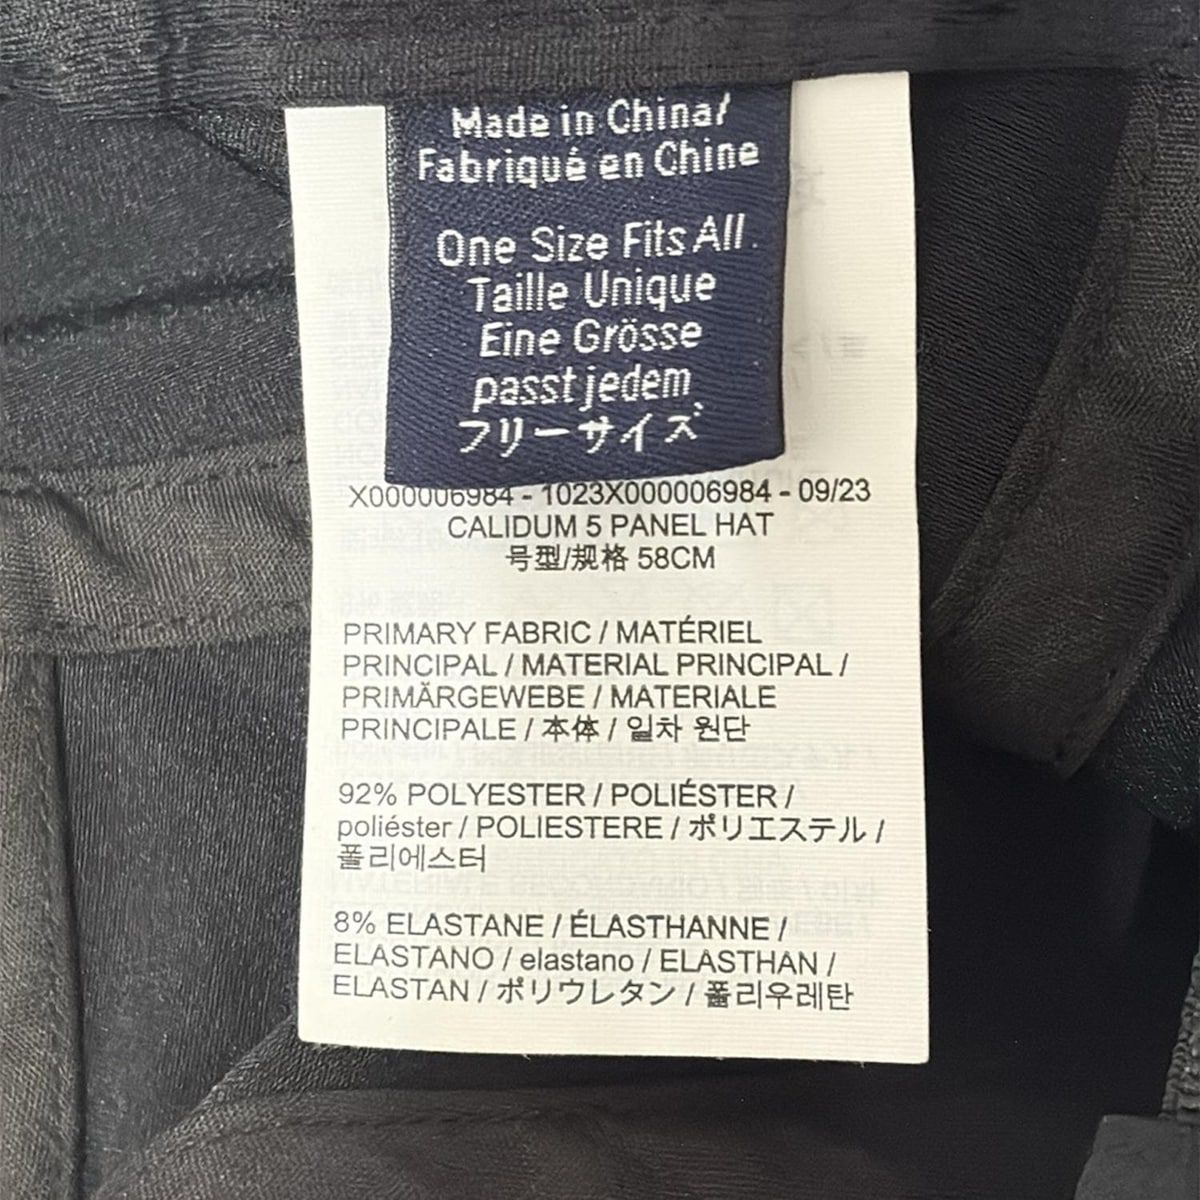 Made in China/
Fabriqué en Chine
One Size Fits All
Taille Unique
Eine Grösse
passt jedem
フリーサイズ
X000006984 - 1023X000006984 - 09/23
CALIDUM 5 PANEL HAT
号型/规格 58CM
PRIMARY FABRIC / MATÉRIEL
PRINCIPAL / MATERIAL PRINCIPAL /
PRIMÄRGEWEBE / MATERIALE
PRINCIPALE / 本体 / 일차 원단
92% POLYESTER / POLIÉSTER /
poliéster / POLIESTERE / ポリエステル /
폴리에스터
8% ELASTANE / ÉLASTHANNE /
ELASTANO / elastano / ELASTHAN /
ELASTAN / ポリウレタン / 폴리우레탄